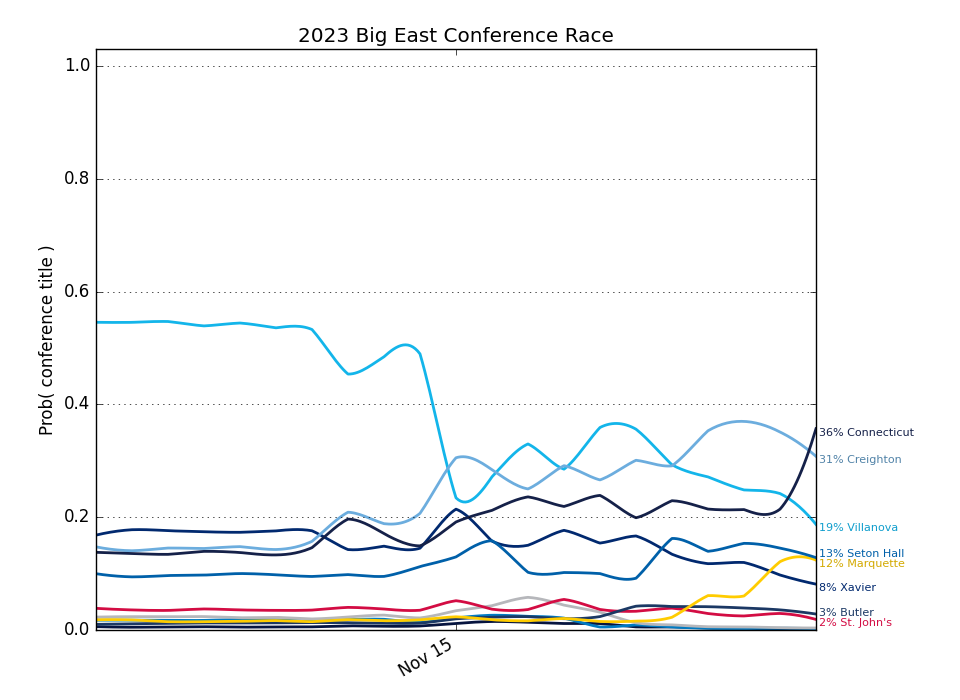 2023 Big East Conference Race
Prob( conference title )
1.0
0.8
0.6
0.4
0.2
0.0
Nov 15
36% Connecticut
31% Creighton
19% Villanova
13% Seton Hall
12% Marquette
8% Xavier
3% Butler
2% St. John's